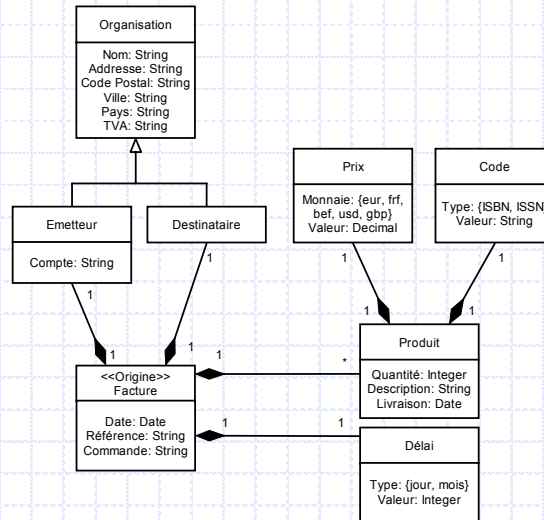 Organisation
Nom: String
Addresse: String
Code Postal: String
Ville: String
Pays: String
TVA: String
Prix
Monnaie: {eur, frf,
bef, usd, gbp}
Valeur: Decimal
Code
Type: {ISBN, ISSN
Valeur: String
Emetteur
Compte: String
Destinataire
1
1
1
1
1
1
1
1
Produit
Quantité: Integer
Description: String
Livraison: Date
<<Origine>>
Facture
Date: Date
Référence: String
Commande: String
1
*
1
1
Délai
Type: {jour, mois}
Valeur: Integer